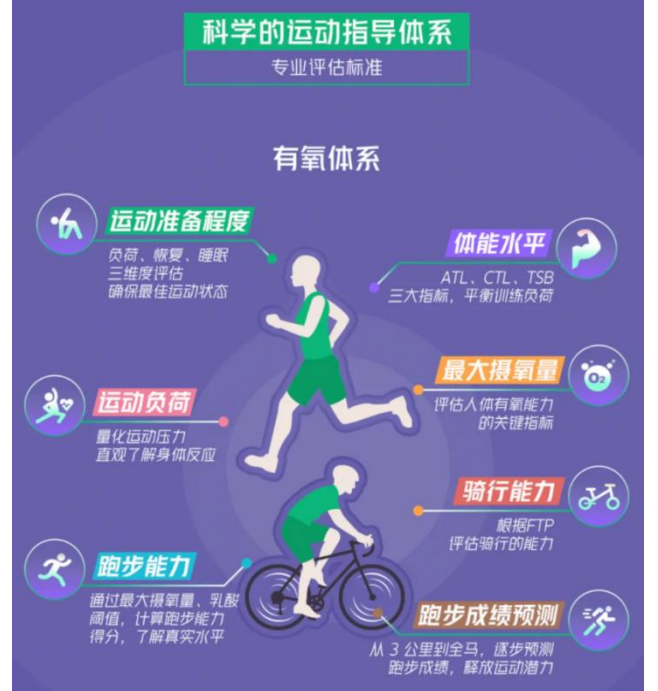 科学的运动指导体系
专业评估标准
有氧体系
运动准备程度
负荷、恢复、睡眠
三维度评估
确保最佳运动状态
体能水平
ATL、CTL、TSB
三大指标，平衡训练负荷
运动负荷
量化运动压力
直观了解身体反应
最大摄氧量
评估人体有氧能力
的关键指标
O2
骑行能力
根据FTP
评估骑行的能力
跑步能力
通过最大摄氧量、乳酸
阈值，计算跑步能力
得分，了解真实水平
跑步成绩预测
从 3 公里到全马，逐步预测
跑步成绩，释放运动潜力